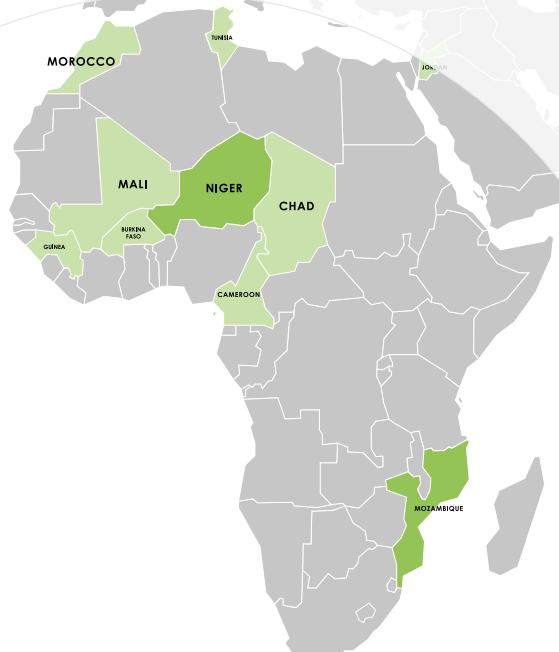 TUNISIA
MOROCCO
JORDAN
MALI
NIGER
CHAD
BURKINA
FASO
GUINEA
CAMEROON
MOZAMBIQUE